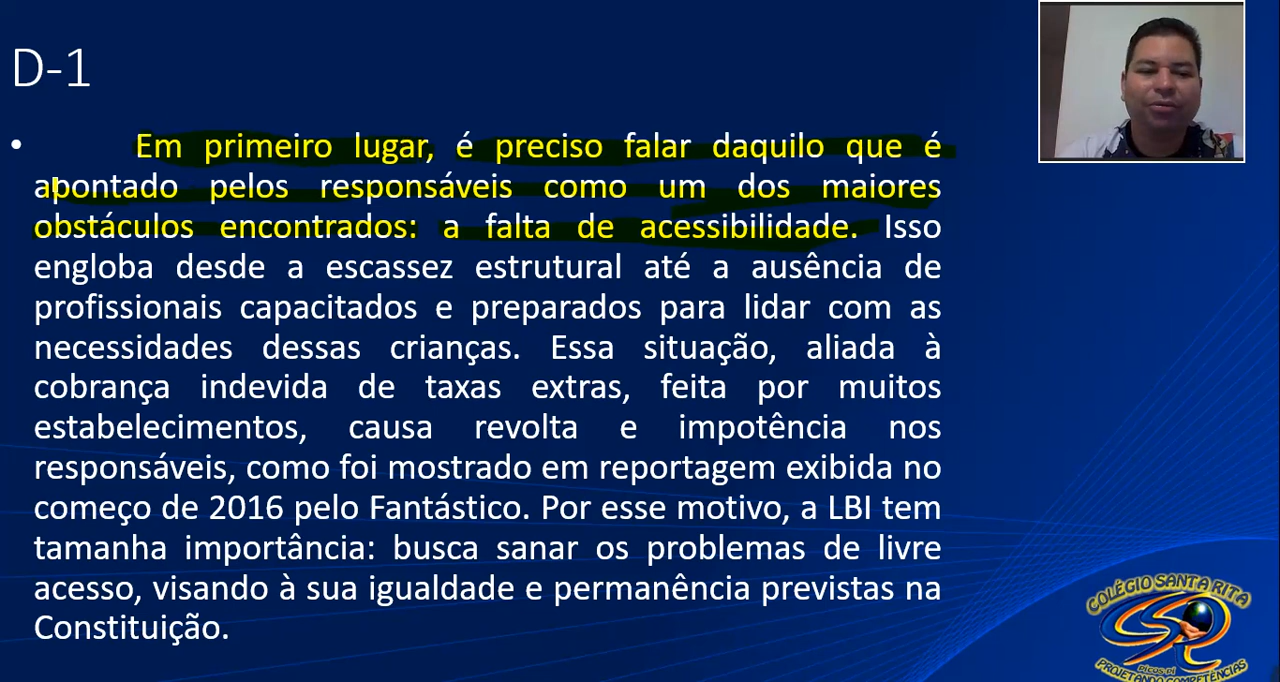 D-1
• Em primeiro lugar, é preciso falar daquilo que é
apontado pelos responsáveis como um dos maiores
obstáculos encontrados: a falta de acessibilidade. Isso
engloba desde a escassez estrutural até a ausência de
profissionais capacitados e preparados para lidar com as
necessidades dessas crianças. Essa situação, aliada à
cobrança indevida de taxas extras, feita por muitos
estabelecimentos, causa revolta e impotência nos
responsáveis, como foi mostrado em reportagem exibida no
começo de 2016 pelo Fantástico. Por esse motivo, a LBI tem
tamanha importância: busca sanar os problemas de livre
acesso, visando à sua igualdade e permanência previstas na
Constituição.
COLÉGIO SANTA RITA
PROJETANDO COMPETÊNCIAS